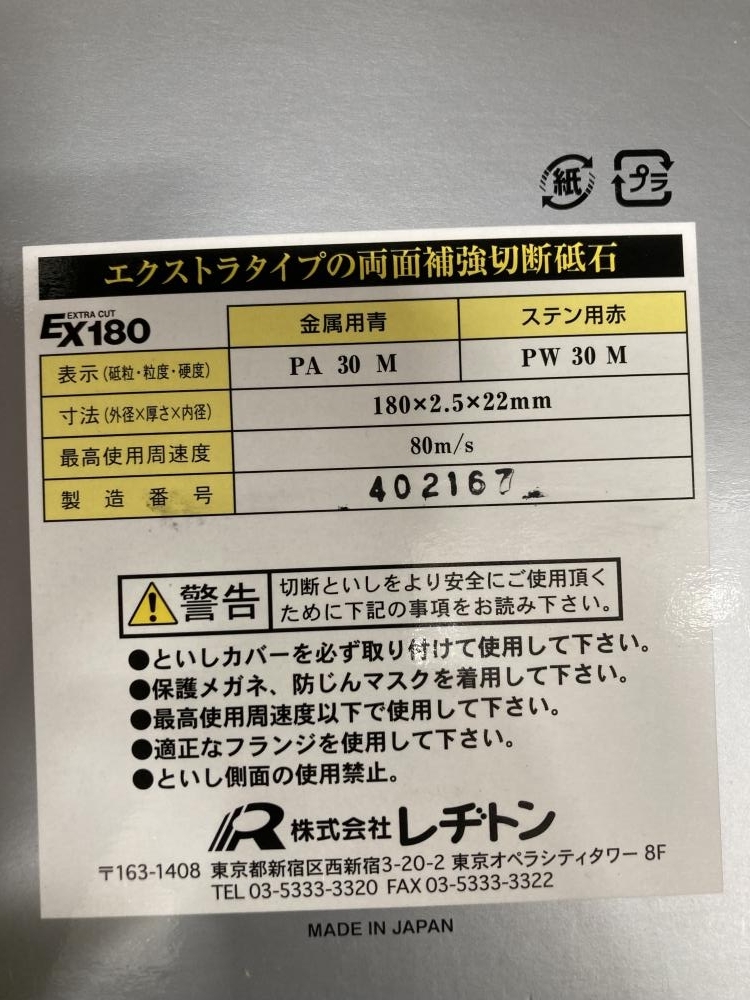 紙 プラ
エクストラタイプの両面補強切断砥石
EXTRA CUT
EX180
金属用青 ステン用赤
表示(砥粒・粒度・硬度) PA 30 M PW 30 M
寸法(外径×厚さ×内径) 180×2.5×22mm
最高使用周速度 80m/s
製造番号 402167
警告 切断といしをより安全にご使用頂く
ために下記の事項をお読み下さい。
●といしカバーを必ず取り付けて使用して下さい。
●保護メガネ、防じんマスクを着用して下さい。
●最高使用周速度以下で使用して下さい。
●適正なフランジを使用して下さい。
●といし側面の使用禁止。
R 株式会社レヂトン
〒163-1408 東京都新宿区西新宿3-20-2 東京オペラシティタワー 8F
TEL 03-5333-3320 FAX 03-5333-3322
MADE IN JAPAN